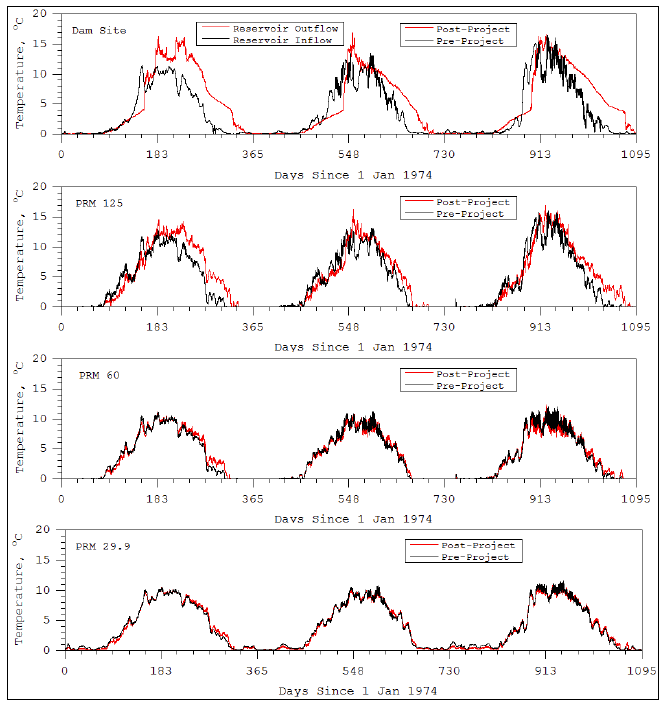 20
15
10
5
0
Temperature, °C
Dam Site
Reservoir Outflow
Reservoir Inflow
Post-Project
Pre-Project
0 183 365 548 730 913 1095
Days Since 1 Jan 1974
20
15
10
5
0
Temperature, °C
PRM 125
Post-Project
Pre-Project
0 183 365 548 730 913 1095
Days Since 1 Jan 1974
20
15
10
5
0
Temperature, °C
PRM 60
Post-Project
Pre-Project
0 183 365 548 730 913 1095
Days Since 1 Jan 1974
20
15
10
5
0
Temperature, °C
PRM 29.9
Post-Project
Pre-Project
0 183 365 548 730 913 1095
Days Since 1 Jan 1974